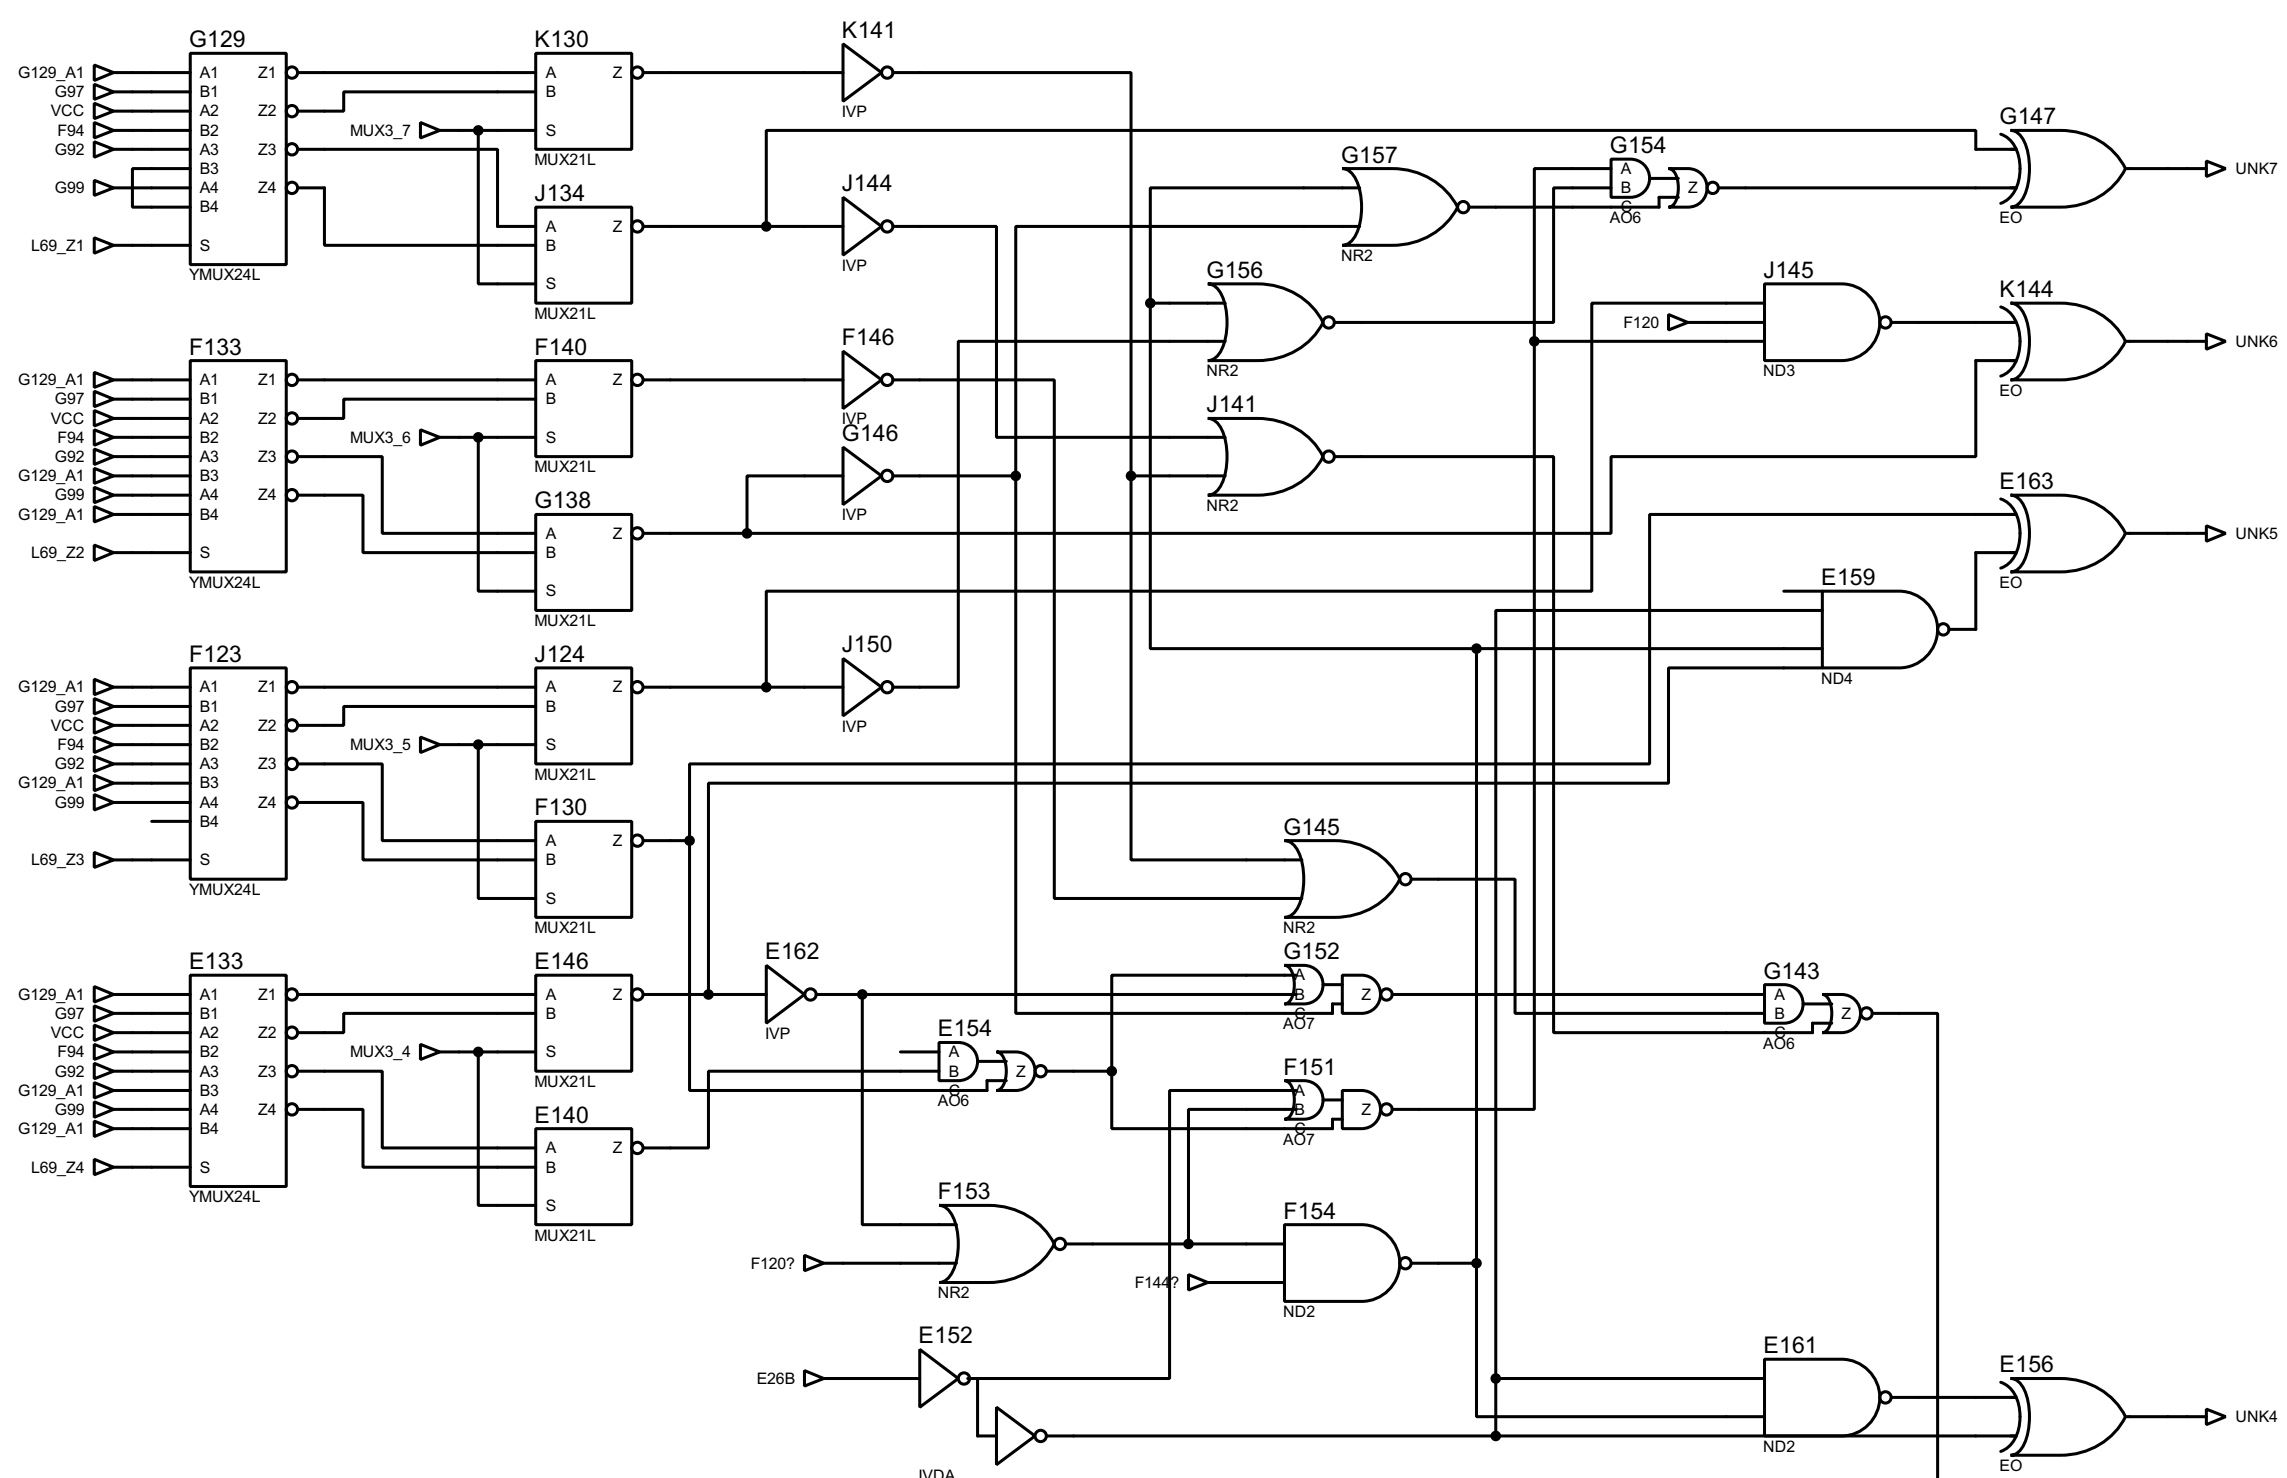 G129
G129_A1 A1 Z1
G97 B1
VCC A2 Z2
F94 B2
G92 A3 Z3
B3
G99 A4 Z4
B4
L69_Z1 S
YMUX24L
K130
A Z
B
MUX3_7 S
MUX21L
J134
A Z
B
S
MUX21L
K141
IVP
J144
IVP
G157
NR2
G154
A
B Z
C
AO6
G147
EO
UNK7
G156
NR2
J145
F120
ND3
K144
EO
UNK6
F133
G129_A1 A1 Z1
G97 B1
VCC A2 Z2
F94 B2
G92 A3 Z3
G129_A1 B3
G99 A4 Z4
G129_A1 B4
L69_Z2 S
YMUX24L
F140
A Z
B
MUX3_6 S
MUX21L
G138
A Z
B
S
MUX21L
F146
IVP
G146
IVP
J141
NR2
E163
EO
UNK5
E159
ND4
F123
G129_A1 A1 Z1
G97 B1
VCC A2 Z2
F94 B2
G92 A3 Z3
G129_A1 B3
G99 A4 Z4
B4
L69_Z3 S
YMUX24L
J124
A Z
B
MUX3_5 S
MUX21L
F130
A Z
B
S
MUX21L
J150
IVP
G145
NR2
E133
G129_A1 A1 Z1
G97 B1
VCC A2 Z2
F94 B2
G92 A3 Z3
G129_A1 B3
G99 A4 Z4
G129_A1 B4
L69_Z4 S
YMUX24L
E146
A Z
B
MUX3_4 S
MUX21L
E140
A Z
B
S
MUX21L
E162
IVP
E154
A
B Z
C
AO6
G152
A
B Z
C
AO7
G143
A
B Z
C
AO6
F151
A
B Z
C
AO7
F153
F120?
NR2
F154
F144?
ND2
E152
E26B
IVDA
E161
ND2
E156
EO
UNK4